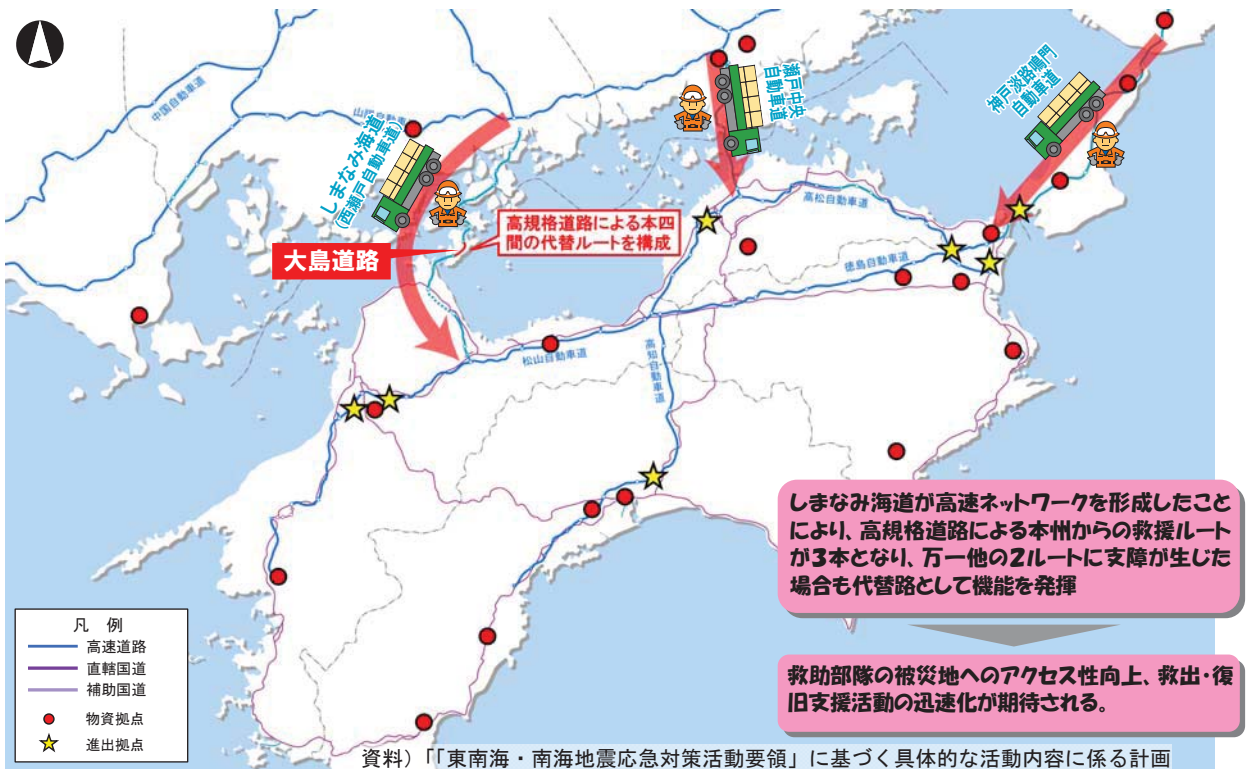 中国自動車道
山陽自動車道
しまなみ海道
(西瀬戸自動車道)
瀬戸中央
自動車道
神戸淡路鳴門
自動車道
大島道路
高規格道路による本四
間の代替ルートを構成
高松自動車道
徳島自動車道
松山自動車道
高知自動車道
しまなみ海道が高速ネットワークを形成したこと
により、高規格道路による本州からの救援ルート
が3本となり、万一他の2ルートに支障が生じた
場合も代替路として機能を発揮
救助部隊の被災地へのアクセス性向上、救出・復
旧支援活動の迅速化が期待される。
凡 例
高速道路
直轄国道
補助国道
物資拠点
進出拠点
資料)「「東南海・南海地震応急対策活動要領」に基づく具体的な活動内容に係る計画